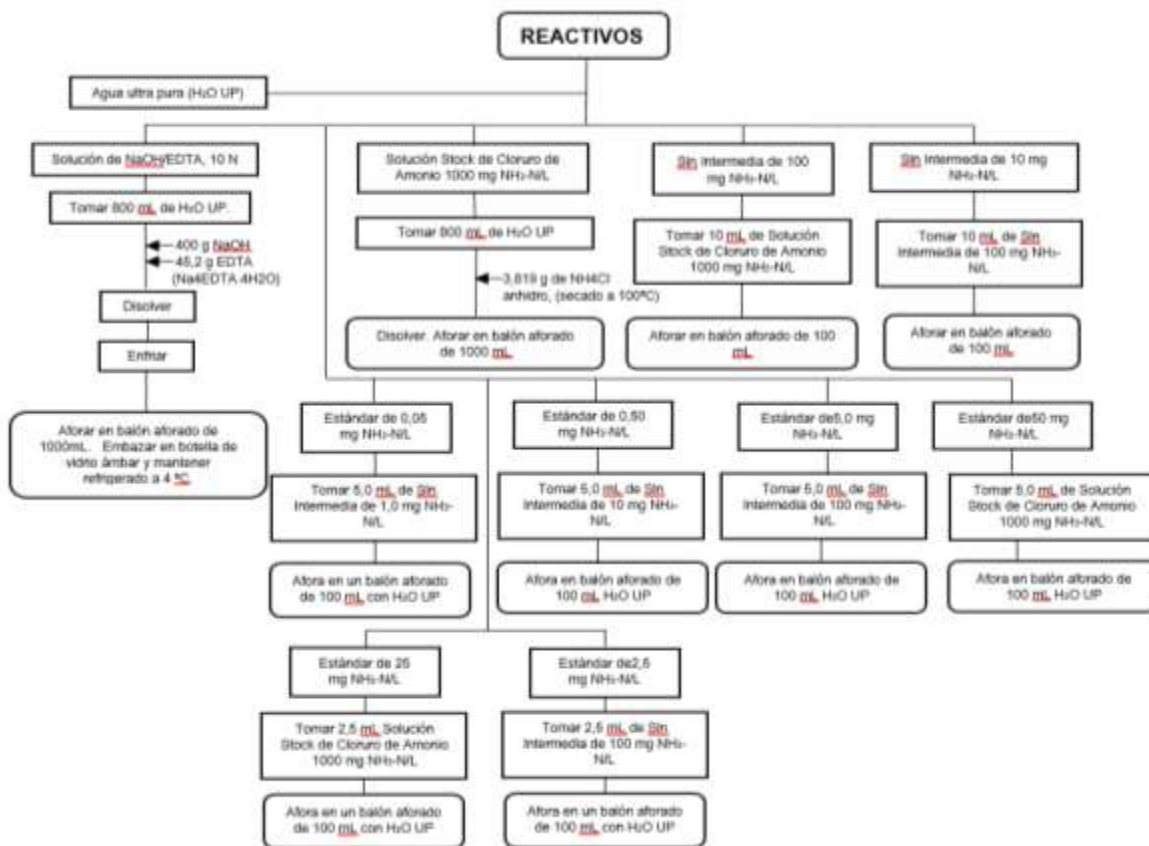 REACTIVOS
Agua ultra pura (H₂O UP)
Solución de NaOH/EDTA, 10 N
Tomar 800 mL de H₂O UP.
400 g NaOH
45,2 g EDTA
(Na4EDTA 4H2O)
Disolver
Enfriar
Aforar en balón aforado de
1000mL. Embazar en botella de
vidrio ámbar y mantener
refrigerado a 4 ºC.
Solución Stock de Cloruro de
Amonio 1000 mg NH₃-N/L
Tomar 800 mL de H₂O UP
3,819 g de NH4Cl
anhidro, (secado a 100ºC)
Disolver. Aforar en balón aforado
de 1000 mL.
Sln Intermedia de 100
mg NH₃-N/L
Tomar 10 mL de Solución
Stock de Cloruro de Amonio
1000 mg NH₃-N/L
Aforar en balón aforado de 100
mL
Sln Intermedia de 10 mg
NH₃-N/L
Tomar 10 mL de Sln
Intermedia de 100 mg NH₃-
N/L
Aforar en balón aforado
de 100 mL
Estándar de 0,05
mg NH₃-N/L
Tomar 5,0 mL de Sln
Intermedia de 1,0 mg NH₃-
N/L
Afora en un balón aforado
de 100 mL con H₂O UP
Estándar de 0,50
mg NH₃-N/L
Tomar 5,0 mL de Sln
Intermedia de 10 mg NH₃-
N/L
Afora en balón aforado de
100 mL H₂O UP
Estándar de5,0 mg
NH₃-N/L
Tomar 5,0 mL de Sln
Intermedia de 100 mg NH₃-
N/L
Afora en balón aforado de
100 mL H₂O UP
Estándar de50 mg
NH₃-N/L
Tomar 5,0 mL de Solución
Stock de Cloruro de Amonio
1000 mg NH₃-N/L
Afora en balón aforado de
100 mL H₂O UP
Estándar de 25
mg NH₃-N/L
Tomar 2,5 mL Solución
Stock de Cloruro de Amonio
1000 mg NH₃-N/L
Afora en un balón aforado
de 100 mL con H₂O UP
Estándar de2,5
mg NH₃-N/L
Tomar 2,5 mL de Sln
Intermedia de 100 mg NH₃-
N/L
Afora en un balón aforado
de 100 mL con H₂O UP